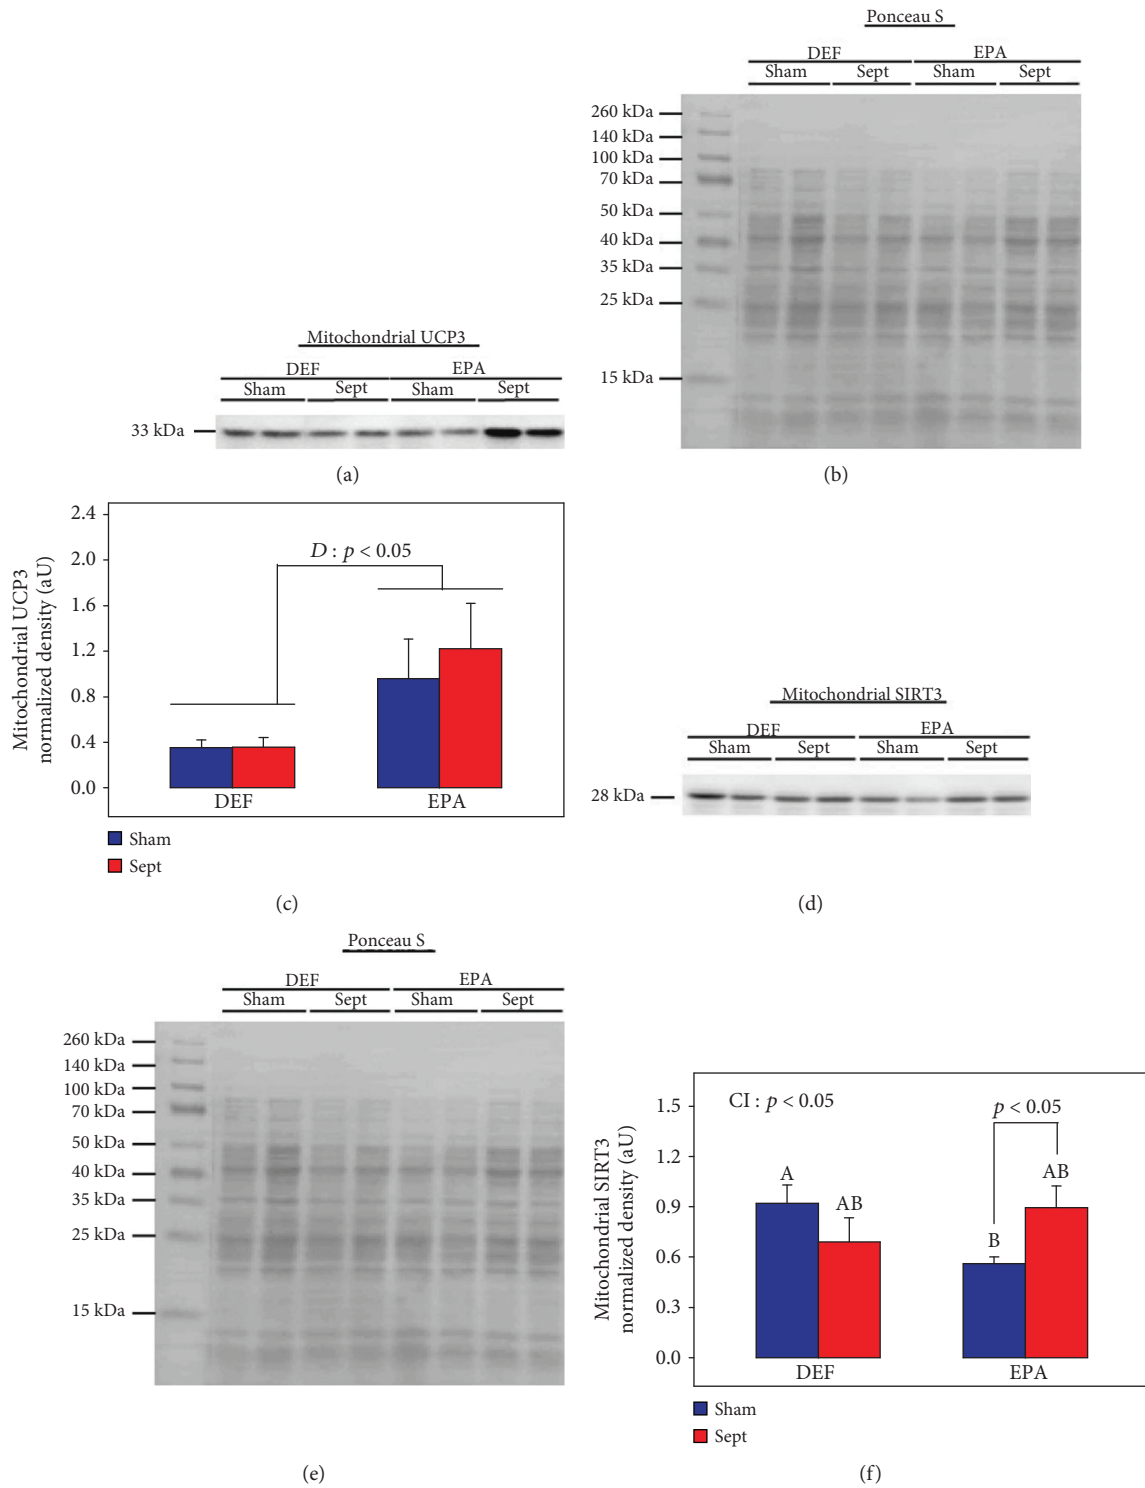 Ponceau S
DEF EPA
Sham Sept Sham Sept
260 kDa
140 kDa
100 kDa
70 kDa
50 kDa
40 kDa
35 kDa
25 kDa
15 kDa
(b)
Mitochondrial UCP3
DEF EPA
Sham Sept Sham Sept
33 kDa
(a)
Mitochondrial UCP3
normalized density (aU)
2.4
2.0
1.6
1.2
0.8
0.4
0.0
D : p < 0.05
DEF EPA
Sham
Sept
(c)
Mitochondrial SIRT3
DEF EPA
Sham Sept Sham Sept
28 kDa
(d)
Ponceau S
DEF EPA
Sham Sept Sham Sept
260 kDa
140 kDa
100 kDa
70 kDa
50 kDa
40 kDa
35 kDa
25 kDa
15 kDa
(e)
Mitochondrial SIRT3
normalized density (aU)
1.5
1.2
0.9
0.6
0.3
0.0
CI : p < 0.05
p < 0.05
A
AB
B
AB
DEF EPA
Sham
Sept
(f)